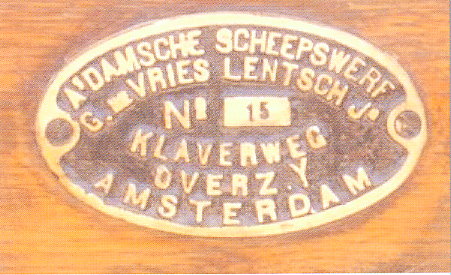 A'DAMSCHE SCHEEPSWERF
G. DE VRIES LENTSCH JR
No 15
KLAVERWEG
OVERZ. Y
AMSTERDAM